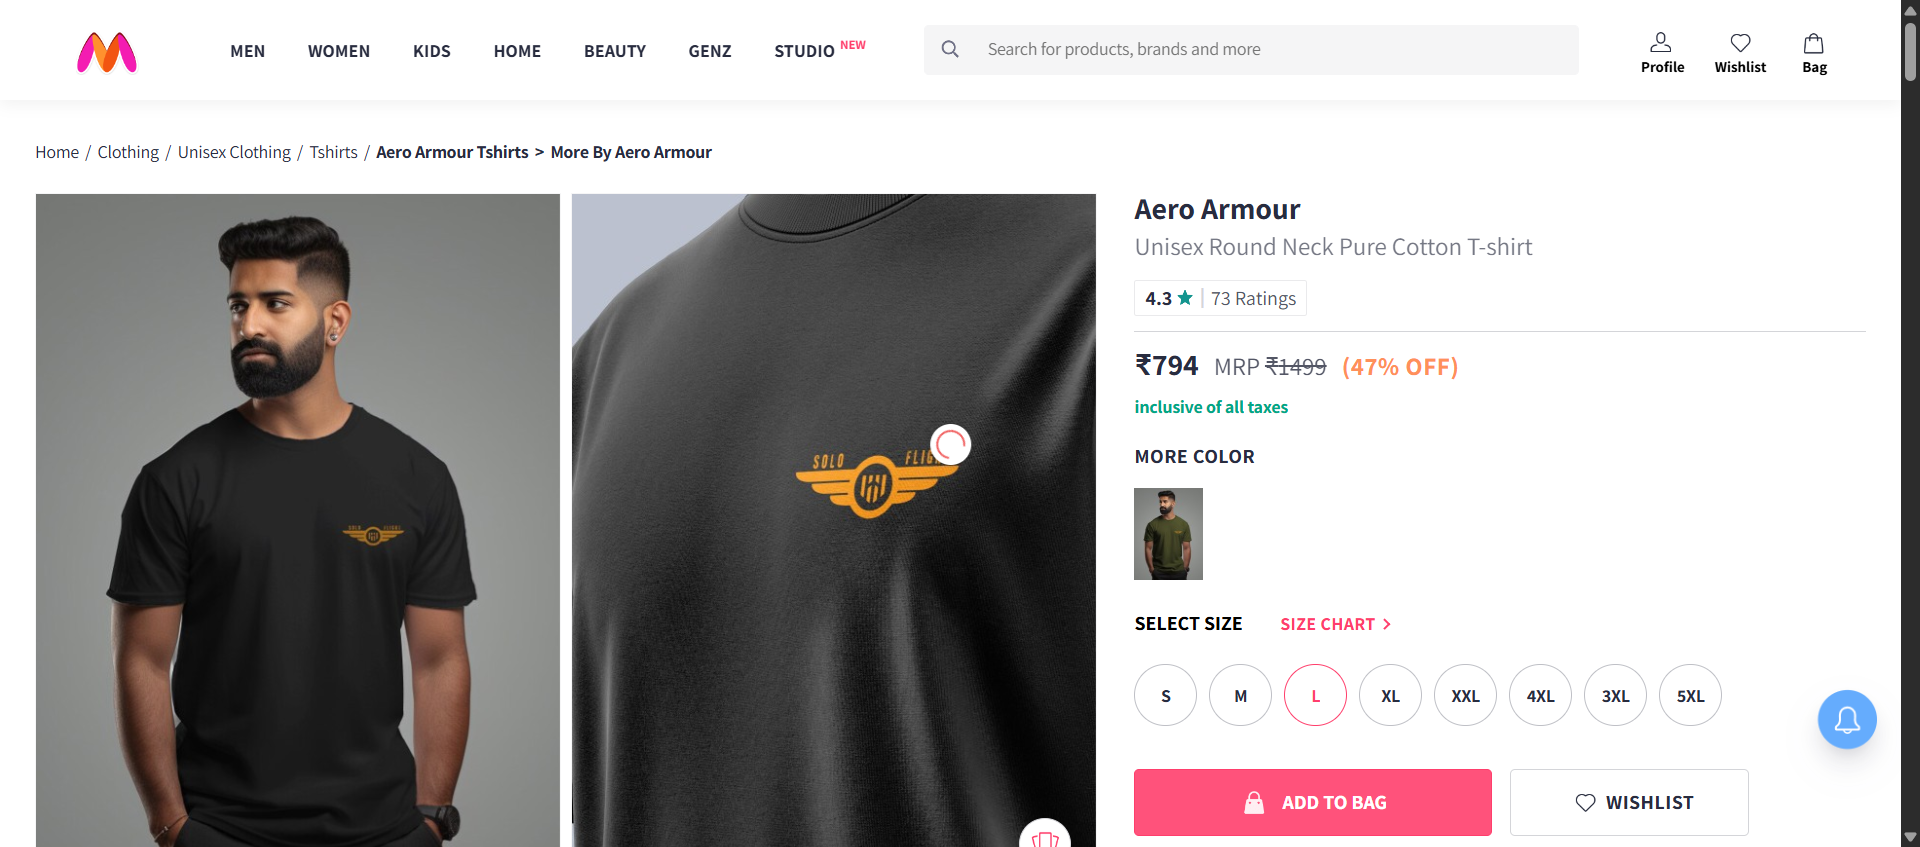 MEN WOMEN KIDS HOME BEAUTY GENZ STUDIO NEW
Search for products, brands and more
Profile Wishlist Bag
Home / Clothing / Unisex Clothing / Tshirts / Aero Armour Tshirts > More By Aero Armour
SOLO FLIGHT
SOLO
Aero Armour
Unisex Round Neck Pure Cotton T-shirt
4.3 ★ | 73 Ratings
₹794 MRP ₹1499 (47% OFF)
inclusive of all taxes
MORE COLOR
SELECT SIZE SIZE CHART >
S M L XL XXL 4XL 3XL 5XL
ADD TO BAG WISHLIST